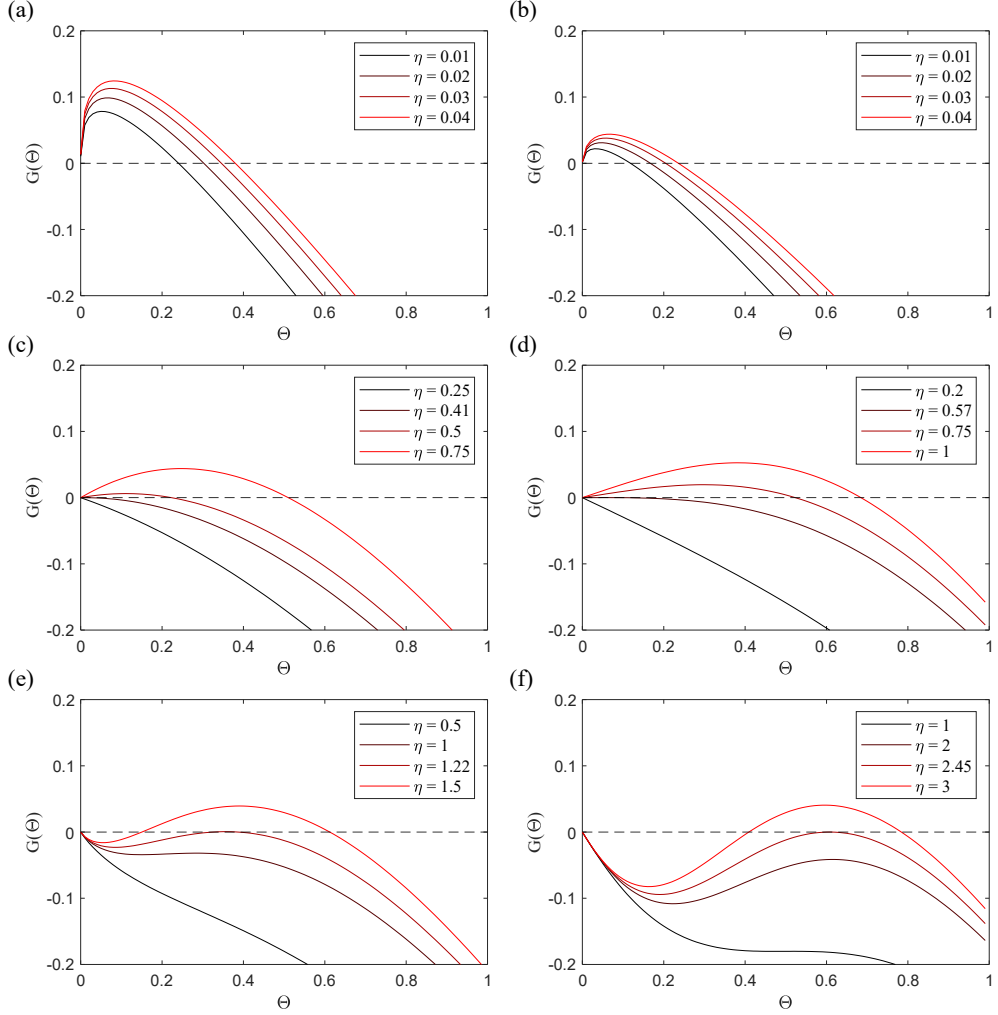 (a)
0.2
0.1
0
-0.1
-0.2
G(Θ)
0 0.2 0.4 0.6 0.8 1
Θ
η = 0.01
η = 0.02
η = 0.03
η = 0.04
(b)
0.2
0.1
0
-0.1
-0.2
G(Θ)
0 0.2 0.4 0.6 0.8 1
Θ
η = 0.01
η = 0.02
η = 0.03
η = 0.04
(c)
0.2
0.1
0
-0.1
-0.2
G(Θ)
0 0.2 0.4 0.6 0.8 1
Θ
η = 0.25
η = 0.41
η = 0.5
η = 0.75
(d)
0.2
0.1
0
-0.1
-0.2
G(Θ)
0 0.2 0.4 0.6 0.8 1
Θ
η = 0.2
η = 0.57
η = 0.75
η = 1
(e)
0.2
0.1
0
-0.1
-0.2
G(Θ)
0 0.2 0.4 0.6 0.8 1
Θ
η = 0.5
η = 1
η = 1.22
η = 1.5
(f)
0.2
0.1
0
-0.1
-0.2
G(Θ)
0 0.2 0.4 0.6 0.8 1
Θ
η = 1
η = 2
η = 2.45
η = 3